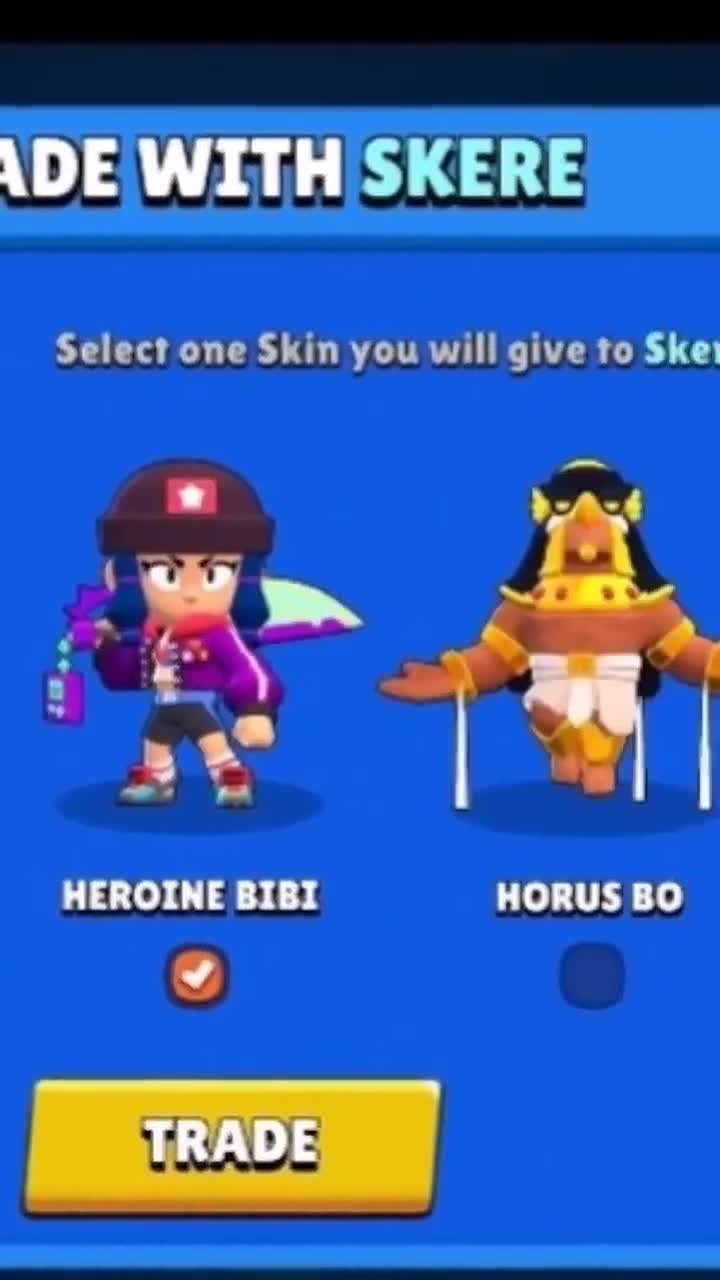 ADE WITH SKERE
Select one Skin you will give to Sker
HEROINE BIBI
HORUS BO
TRADE